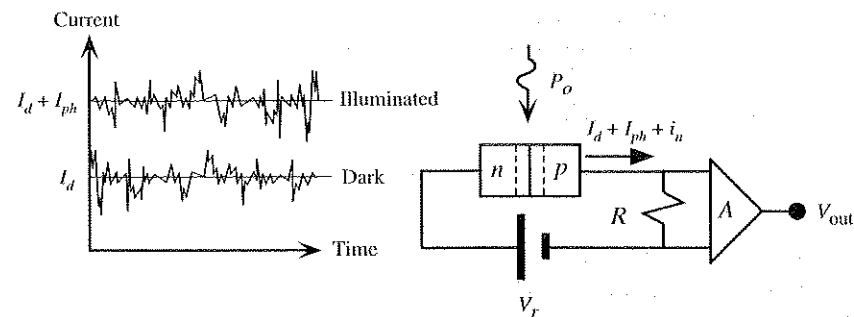 Current
I_d + I_ph
Illuminated
I_d
Dark
Time
P_o
I_d + I_ph + i_n
n
p
R
A
V_out
V_r